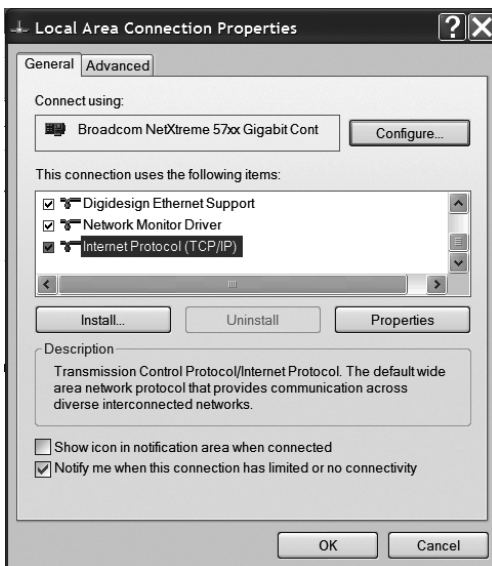 Local Area Connection Properties
General Advanced
Connect using:
Broadcom NetXtreme 57xx Gigabit Cont
Configure...
This connection uses the following items:
Digidesign Ethernet Support
Network Monitor Driver
Internet Protocol (TCP/IP)
Install... Uninstall Properties
Description
Transmission Control Protocol/Internet Protocol. The default wide
area network protocol that provides communication across
diverse interconnected networks.
Show icon in notification area when connected
Notify me when this connection has limited or no connectivity
OK Cancel